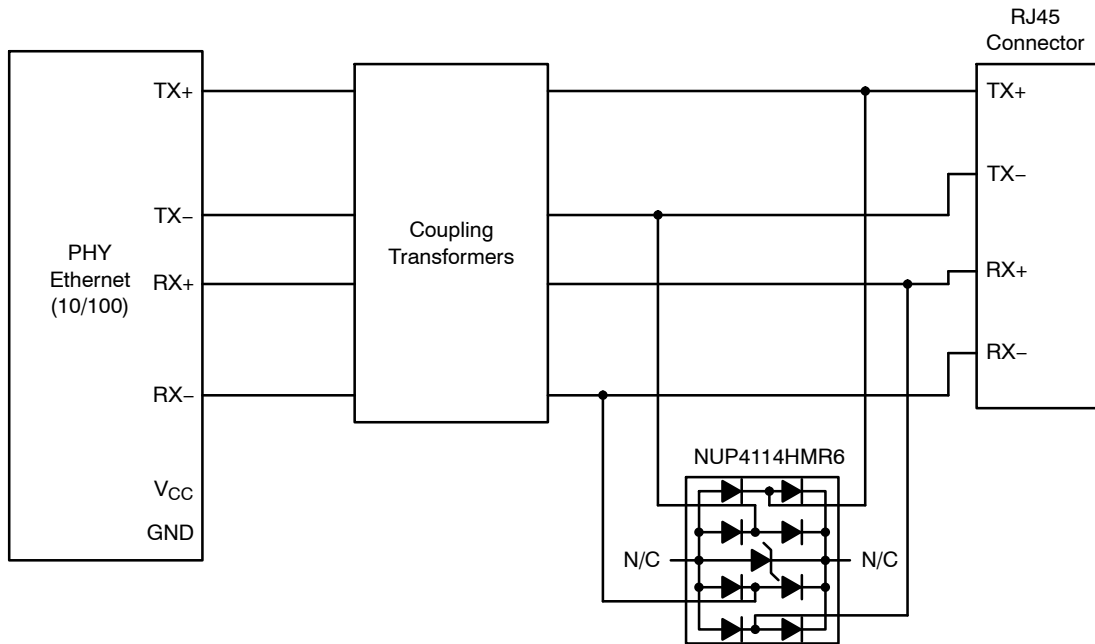 RJ45
Connector
TX+
TX−
RX+
RX−
PHY
Ethernet
(10/100)
VCC
GND
Coupling
Transformers
TX+
TX−
RX+
RX−
NUP4114HMR6
N/C
N/C